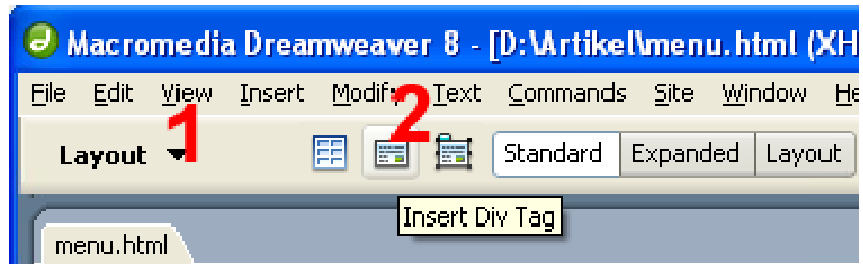 Macromedia Dreamweaver 8 - [D:\Artikel\menu.html (XH
File Edit View Insert Modify Text Commands Site Window He
1 2
Layout Standard Expanded Layout
Insert Div Tag
menu.html